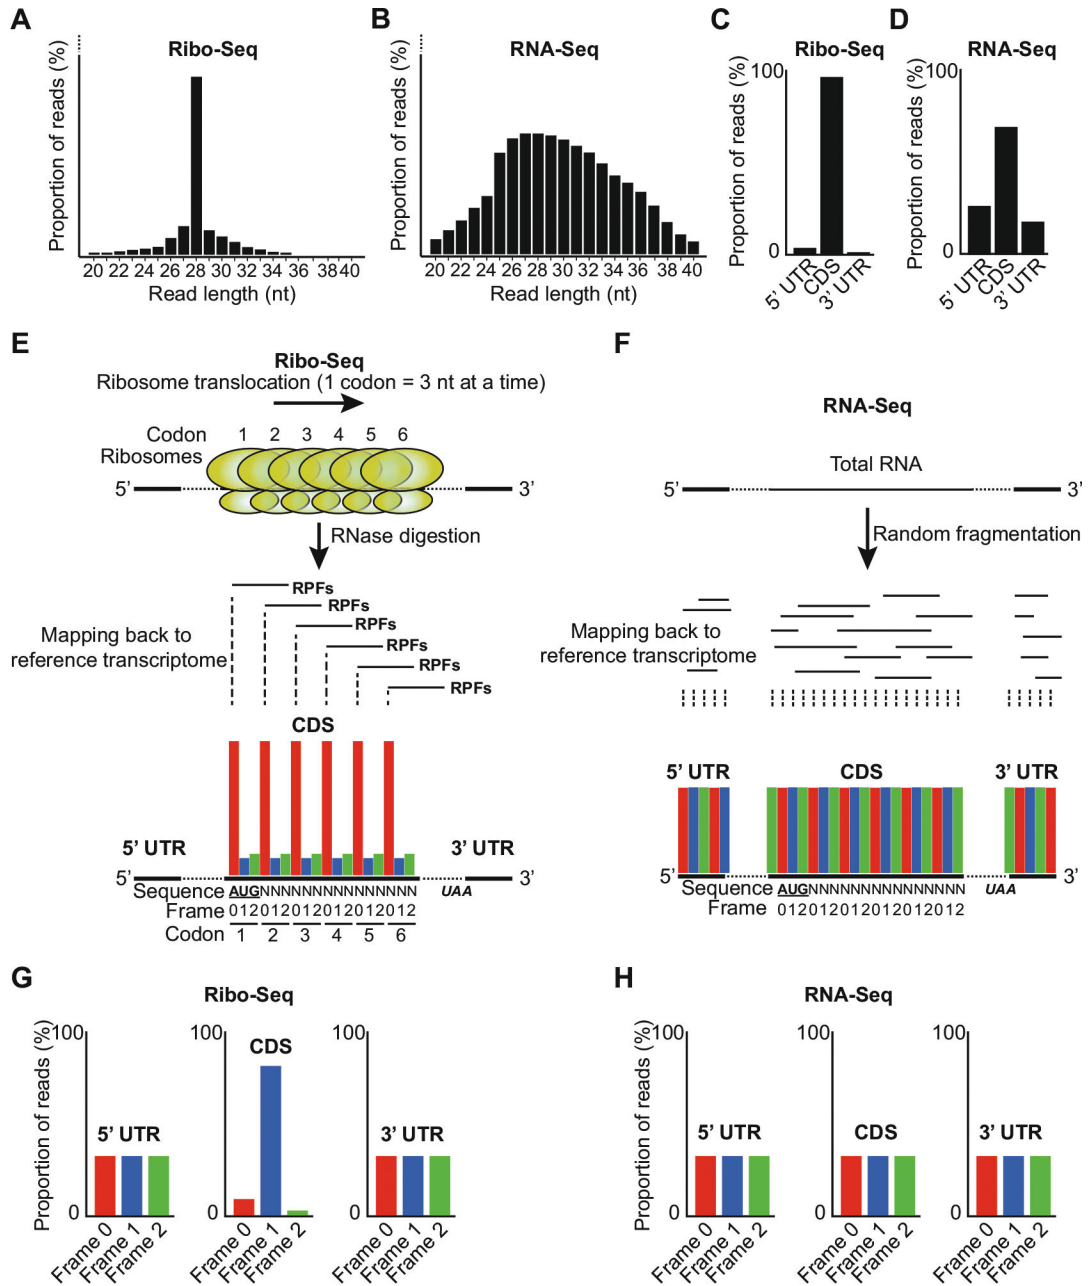 A
Ribo-Seq
Proportion of reads (%)
20 22 24 26 28 30 32 34 36 38 40
Read length (nt)
B
RNA-Seq
Proportion of reads (%)
20 22 24 26 28 30 32 34 36 38 40
Read length (nt)
C
Ribo-Seq
Proportion of reads (%)
100
0
5' UTR
CDS
3' UTR
D
RNA-Seq
Proportion of reads (%)
100
0
5' UTR
CDS
3' UTR
E
Ribo-Seq
Ribosome translocation (1 codon = 3 nt at a time)
Codon 1 2 3 4 5 6
Ribosomes
5' 3'
RNase digestion
RPFs
RPFs
RPFs
RPFs
RPFs
RPFs
Mapping back to
reference transcriptome
CDS
5' UTR 3' UTR
5' 3'
Sequence AUGNNNNNNNNNNNNNNN UAA
Frame 012012012012012012
Codon 1 2 3 4 5 6
F
RNA-Seq
Total RNA
5' 3'
Random fragmentation
Mapping back to
reference transcriptome
5' UTR CDS 3' UTR
5' 3'
Sequence AUGNNNNNNNNNNNNNNN UAA
Frame 012012012012012012
G
Ribo-Seq
Proportion of reads (%)
100
5' UTR
0
Frame 0
Frame 1
Frame 2
100
CDS
0
Frame 0
Frame 1
Frame 2
100
3' UTR
0
Frame 0
Frame 1
Frame 2
H
RNA-Seq
Proportion of reads (%)
100
5' UTR
0
Frame 0
Frame 1
Frame 2
100
CDS
0
Frame 0
Frame 1
Frame 2
100
3' UTR
0
Frame 0
Frame 1
Frame 2